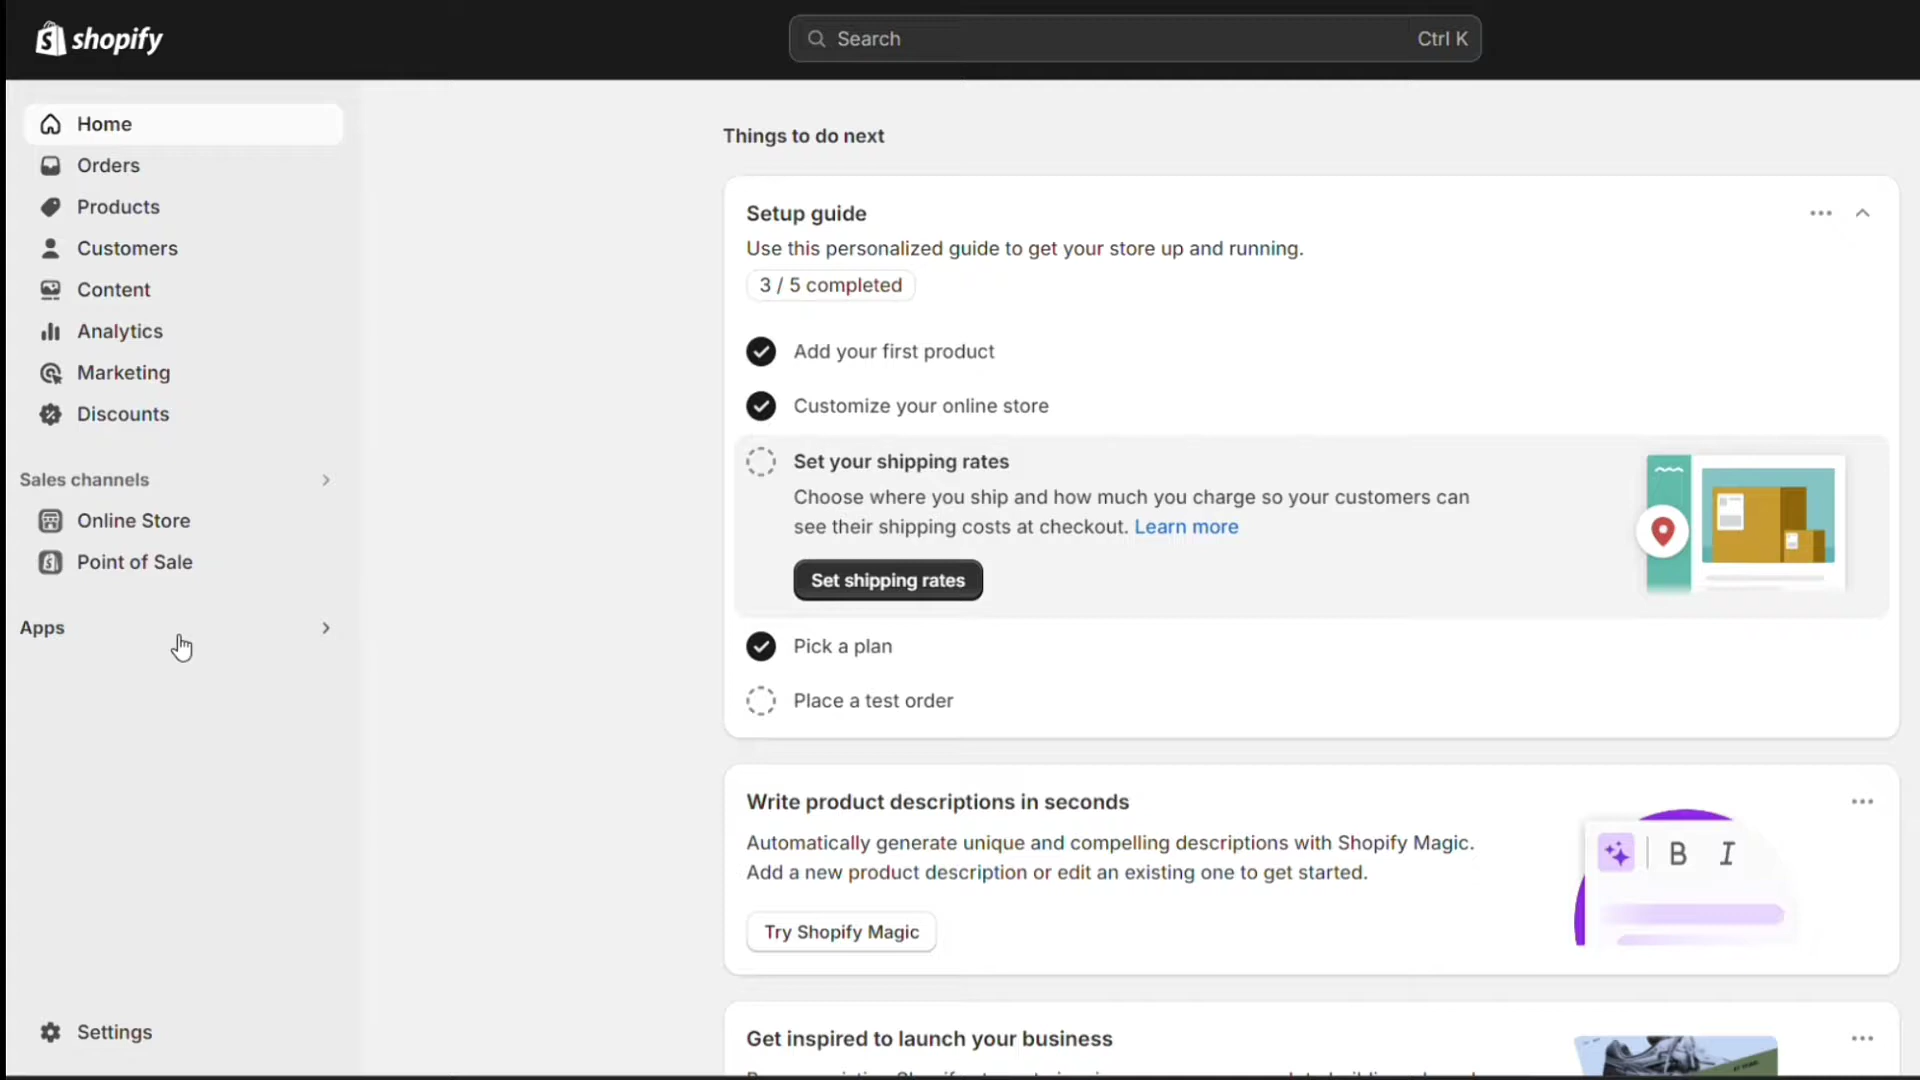 shopify
Search Ctrl K
Home
Orders
Products
Customers
Content
Analytics
Marketing
Discounts
Sales channels
Online Store
Point of Sale
Apps
Settings
Things to do next
Setup guide
Use this personalized guide to get your store up and running.
3 / 5 completed
Add your first product
Customize your online store
Set your shipping rates
Choose where you ship and how much you charge so your customers can
see their shipping costs at checkout. Learn more
Set shipping rates
Pick a plan
Place a test order
Write product descriptions in seconds
Automatically generate unique and compelling descriptions with Shopify Magic.
Add a new product description or edit an existing one to get started.
B I
Try Shopify Magic
Get inspired to launch your business